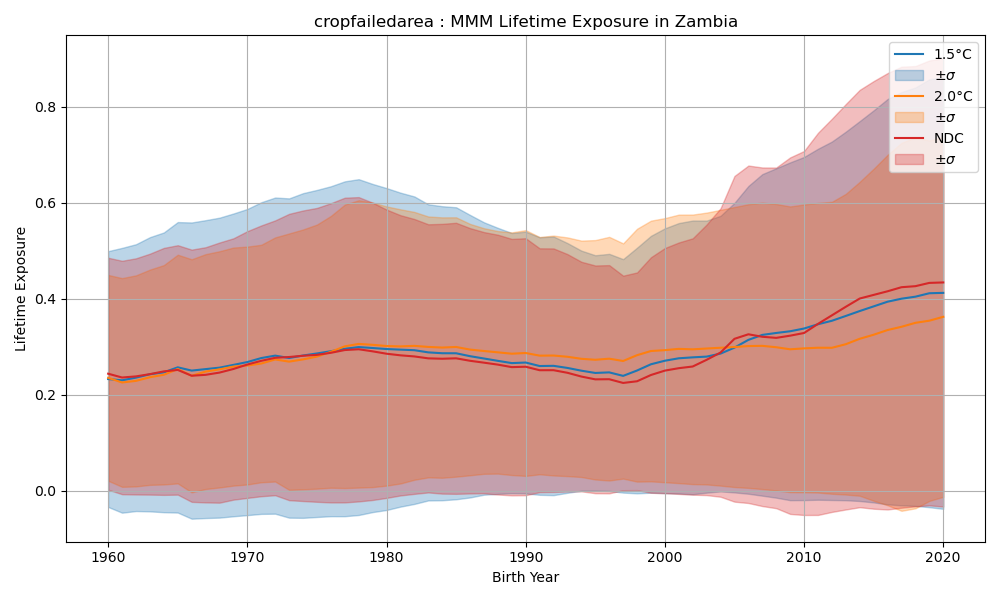 cropfailedarea : MMM Lifetime Exposure in Zambia
1.5°C
±σ
2.0°C
±σ
NDC
±σ
Lifetime Exposure
0.8
0.6
0.4
0.2
0.0
1960 1970 1980 1990 2000 2010 2020
Birth Year